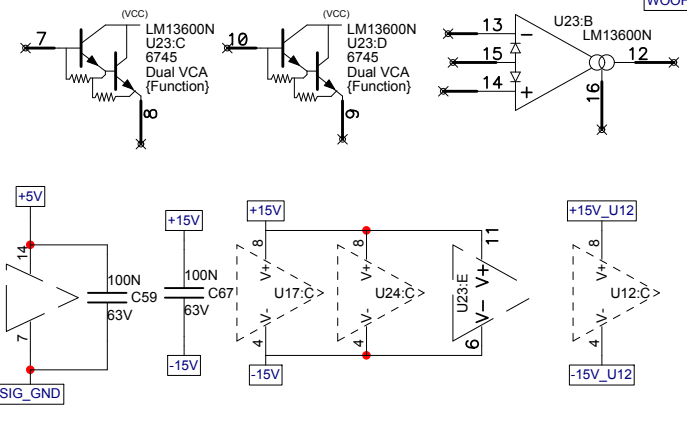 WOOF
(VCC)
7
LM13600N
U23:C
6745
Dual VCA
{Function}
8
(VCC)
10
LM13600N
U23:D
6745
Dual VCA
{Function}
9
U23:B
LM13600N
13
15
14
12
16
−
+
+5V
14
7
100N
C59
63V
SIG_GND
+15V
100N
C67
63V
-15V
+15V
8
V+
U17:C
V-
4
-15V
8
V+
U24:C
V-
4
11
V+
U23:E
V-
6
+15V_U12
8
V+
U12:C
V-
4
-15V_U12